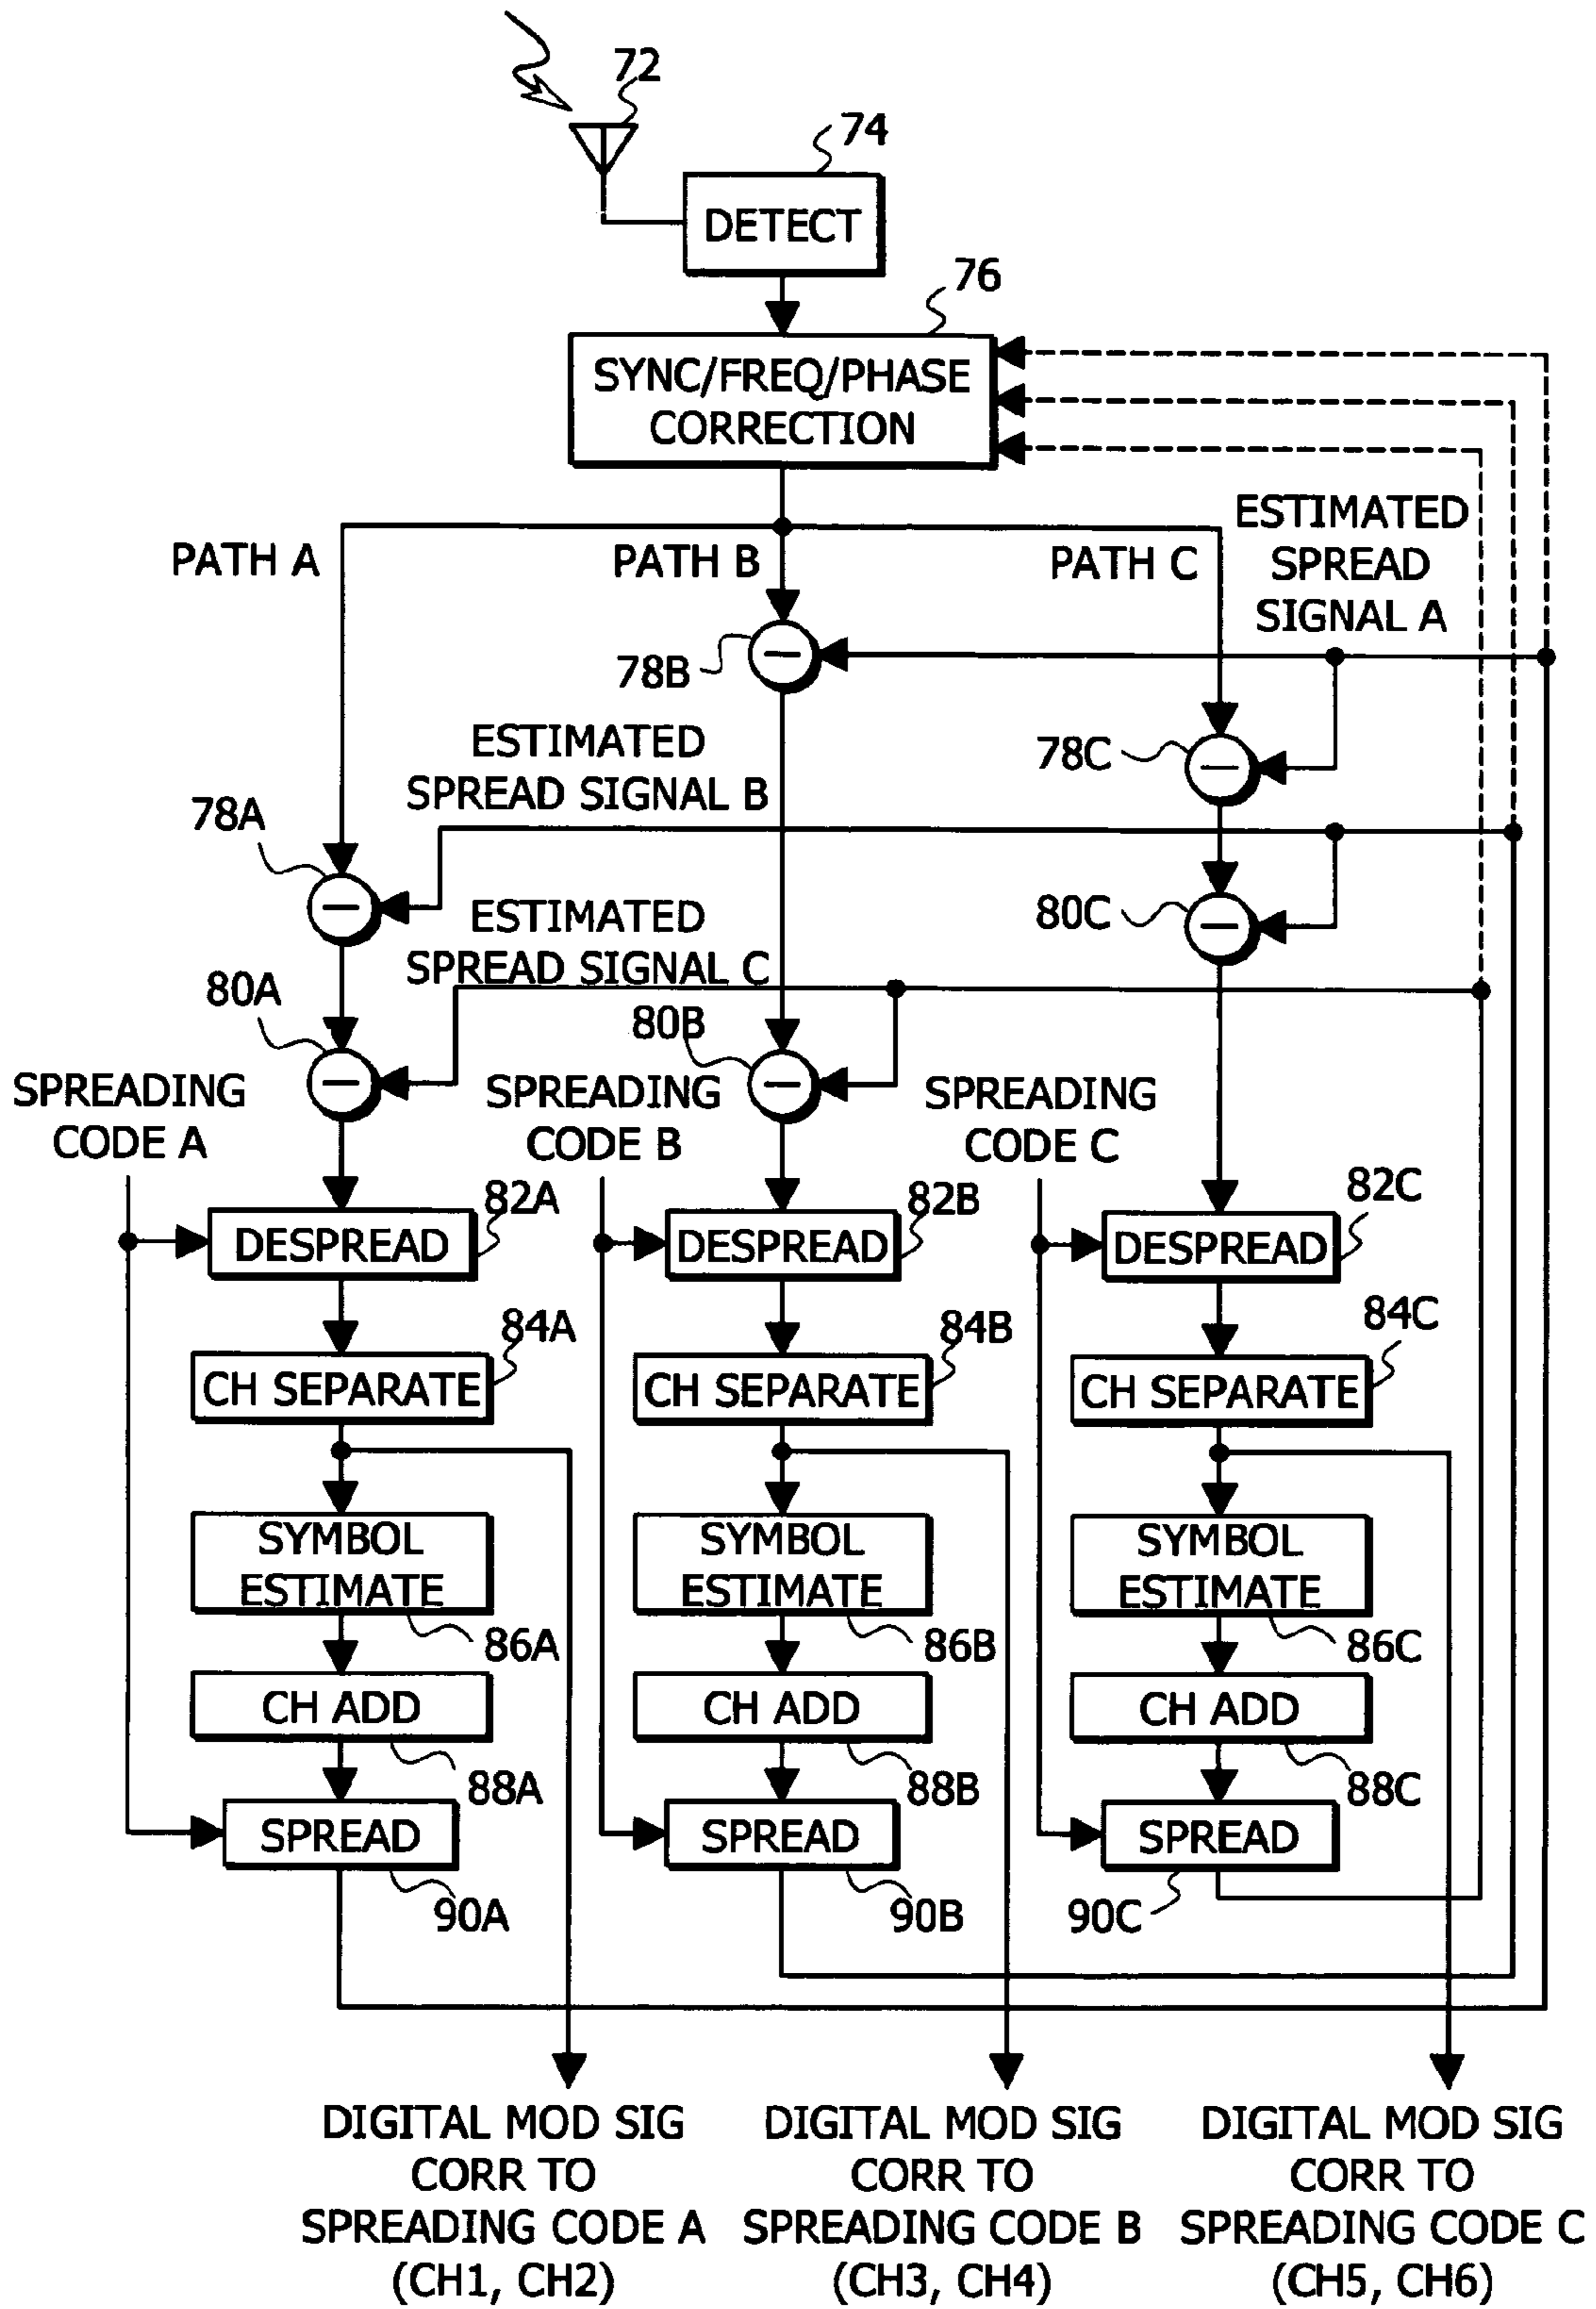 72
74
DETECT
76
SYNC/FREQ/PHASE
CORRECTION
ESTIMATED
SPREAD
SIGNAL A
PATH A
PATH B
PATH C
78B
ESTIMATED
SPREAD SIGNAL B
78C
78A
ESTIMATED
SPREAD SIGNAL C
80C
80A
80B
SPREADING
CODE A
SPREADING
CODE B
SPREADING
CODE C
82A
82B
82C
DESPREAD
DESPREAD
DESPREAD
84A
84B
84C
CH SEPARATE
CH SEPARATE
CH SEPARATE
SYMBOL
ESTIMATE
SYMBOL
ESTIMATE
SYMBOL
ESTIMATE
86A
86B
86C
CH ADD
CH ADD
CH ADD
88A
88B
88C
SPREAD
SPREAD
SPREAD
90A
90B
90C
DIGITAL MOD SIG
CORR TO
SPREADING CODE A
(CH1, CH2)
DIGITAL MOD SIG
CORR TO
SPREADING CODE B
(CH3, CH4)
DIGITAL MOD SIG
CORR TO
SPREADING CODE C
(CH5, CH6)